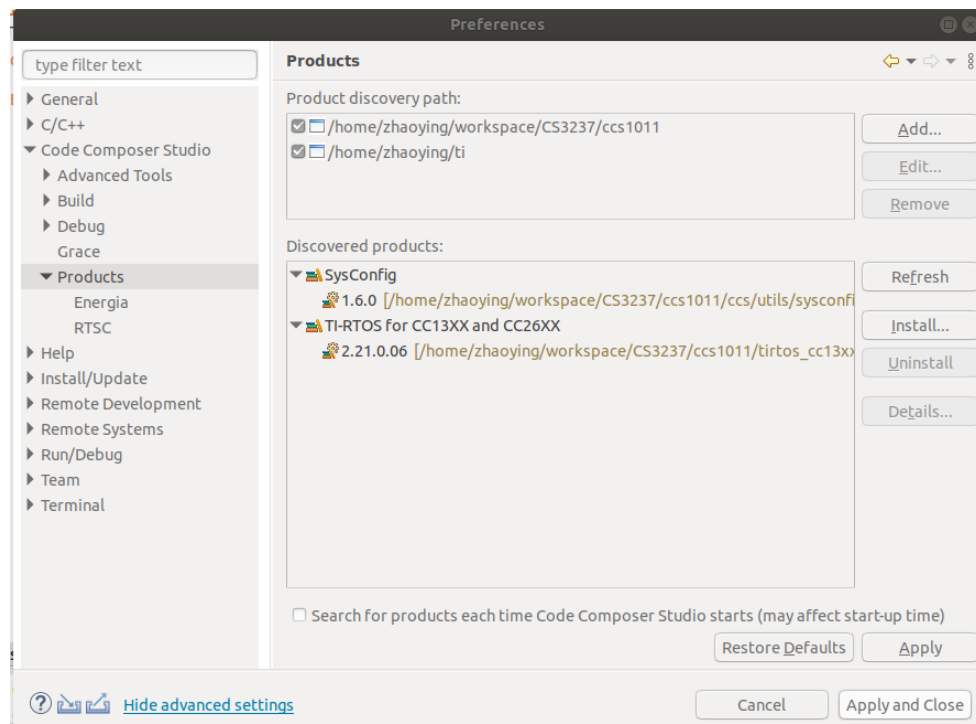 Preferences
type filter text
General
C/C++
Code Composer Studio
Advanced Tools
Build
Debug
Grace
Products
Energia
RTSC
Help
Install/Update
Remote Development
Remote Systems
Run/Debug
Team
Terminal
Products
Product discovery path:
/home/zhaoying/workspace/CS3237/ccs1011
/home/zhaoying/ti
Add...
Edit...
Remove
Discovered products:
SysConfig
1.6.0 [/home/zhaoying/workspace/CS3237/ccs1011/ccs/utils/sysconfi
TI-RTOS for CC13XX and CC26XX
2.21.0.06 [/home/zhaoying/workspace/CS3237/ccs1011/tirtos_cc13xx
Refresh
Install...
Uninstall
Details...
Search for products each time Code Composer Studio starts (may affect start-up time)
Restore Defaults
Apply
Hide advanced settings
Cancel
Apply and Close